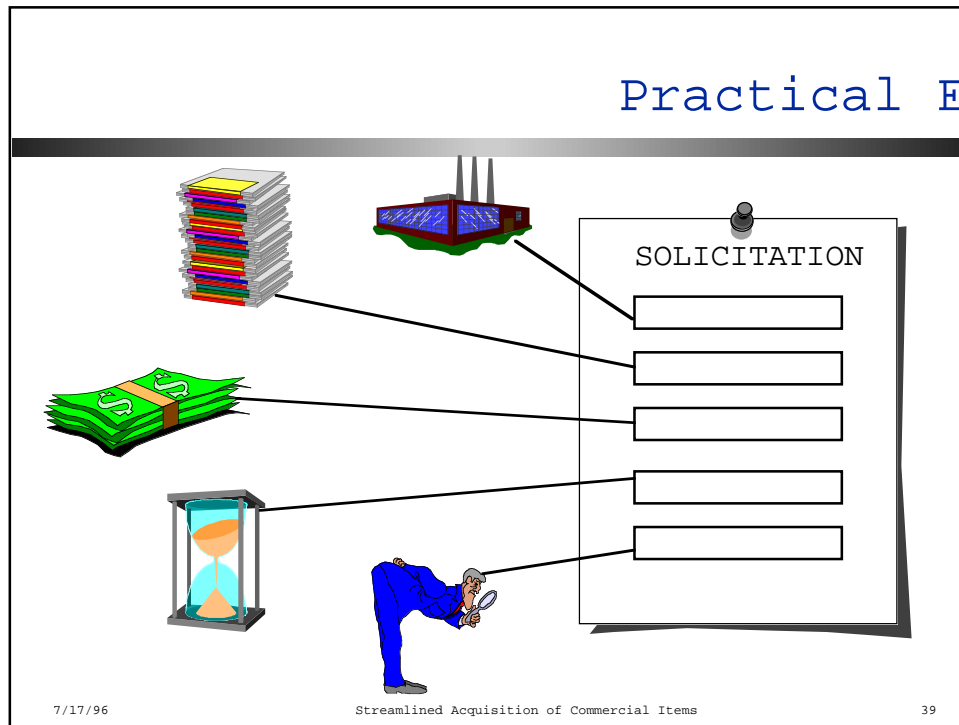 Practical E
SOLICITATION
7/17/96 Streamlined Acquisition of Commercial Items 39